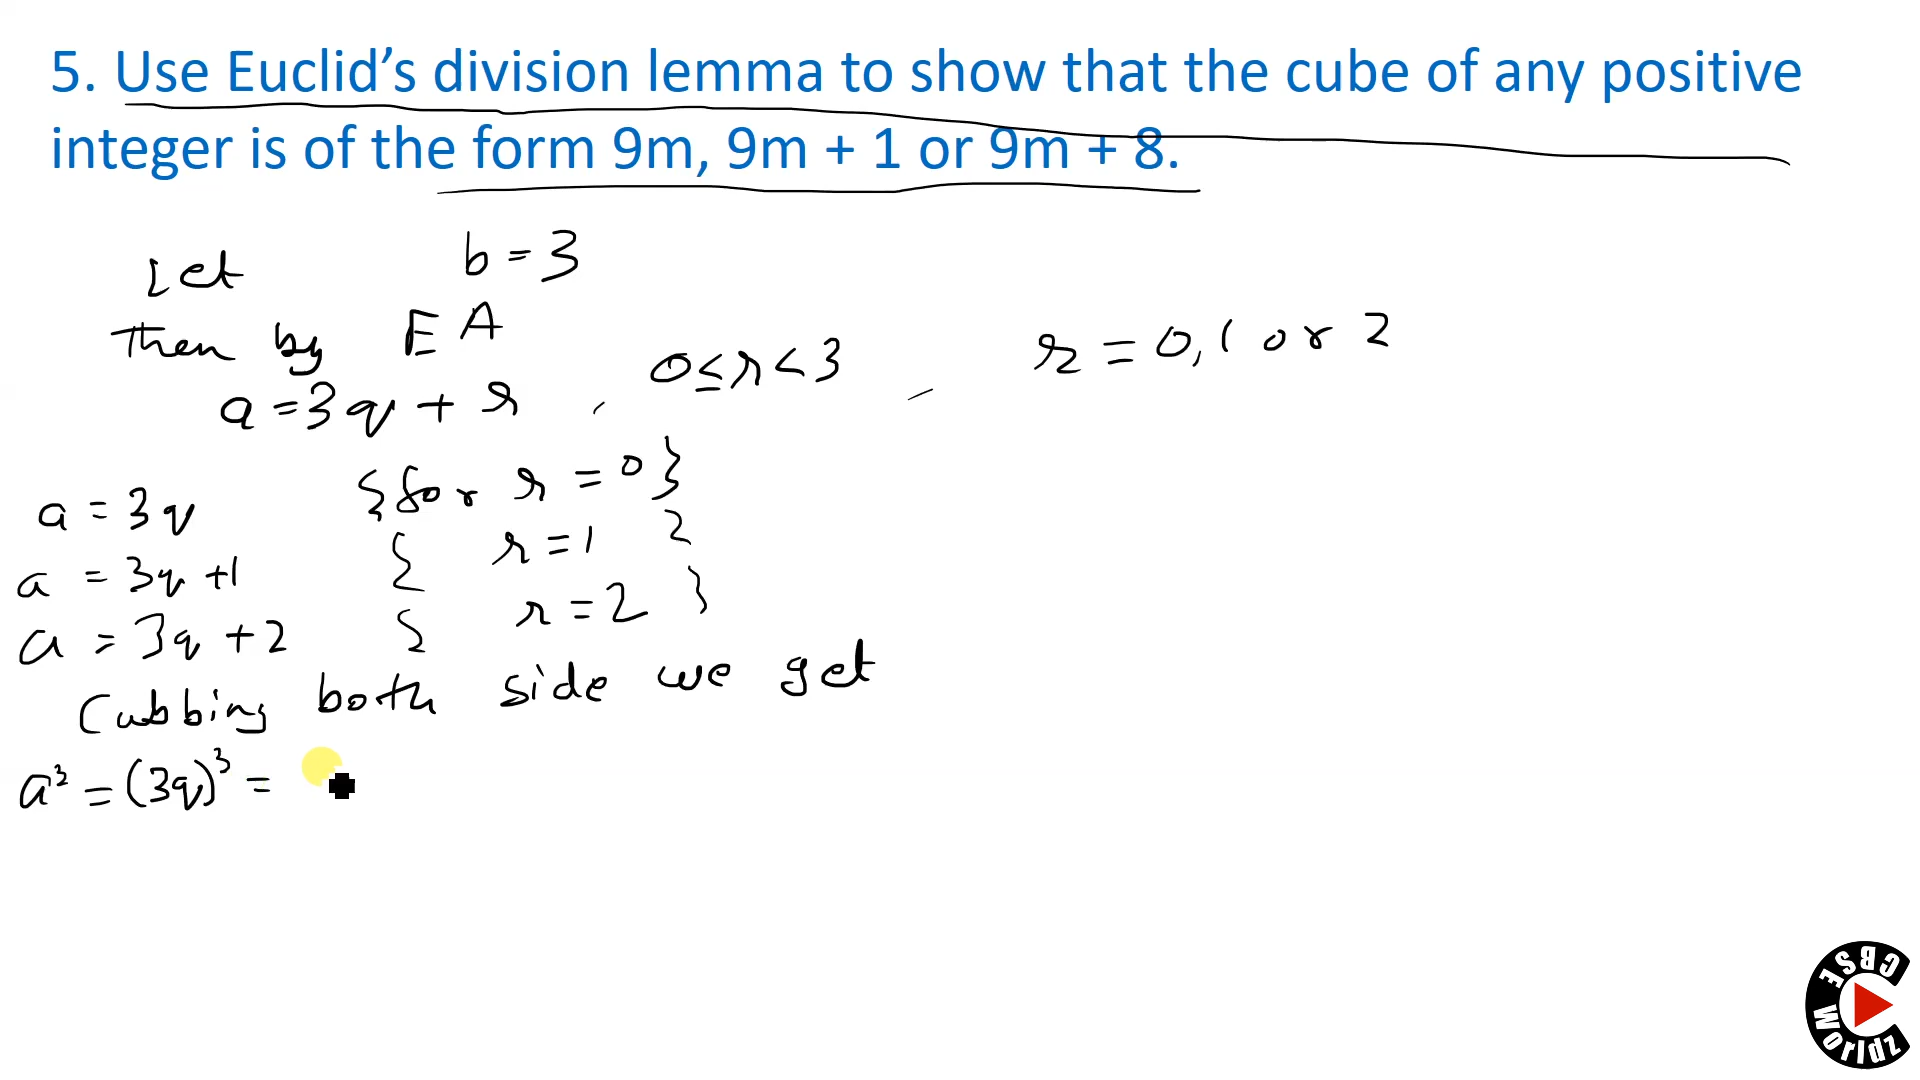 5. Use Euclid’s division lemma to show that the cube of any positive
integer is of the form 9m, 9m + 1 or 9m + 8.
Let b = 3
Then by EA
a = 3q + r , 0 ≤ r < 3 , r = 0, 1 or 2
a = 3q {for r = 0}
a = 3q + 1 { r = 1 }
a = 3q + 2 { r = 2 }
Cubbing both side we get
a³ = (3q)³ =
CBSE Worldz